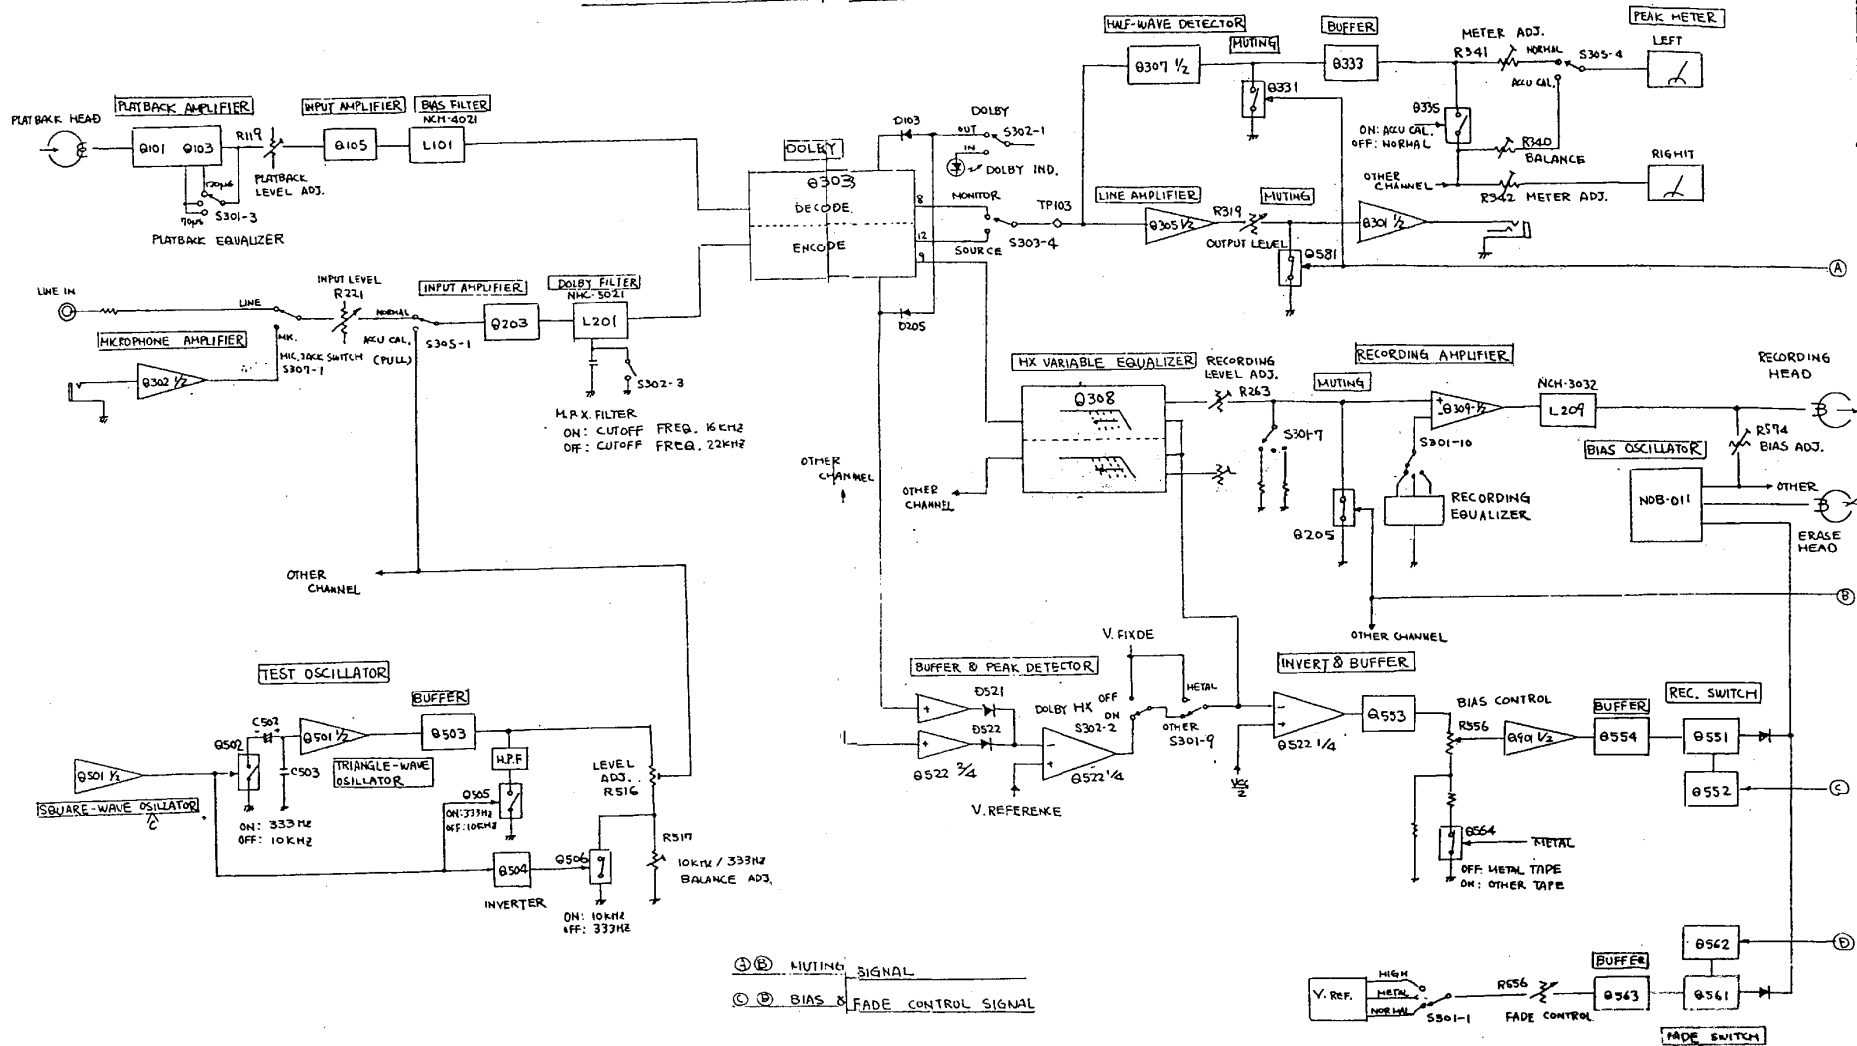 HALF-WAVE DETECTOR
BUFFER
PEAK METER
MUTING
METER ADJ.
R341
NORMAL
S305-4
LEFT
Q307 1/2
Q333
ACCU CAL.
Q331
PLAYBACK AMPLIFIER
INPUT AMPLIFIER
BIAS FILTER
NCH-4021
PLAYBACK HEAD
Q101 Q103
R119
Q105
L101
PLAYBACK
LEVEL ADJ.
120µs
S301-3
70µs
PLAYBACK EQUALIZER
D103
DOLBY
OUT
S302-1
IN
DOLBY IND.
DOLBY
Q303
DECODE
ENCODE
8
12
9
MONITOR
TP103
S303-4
SOURCE
Q335
ON: ACCU CAL.
OFF: NORMAL
R340
BALANCE
RIGHIT
OTHER
CHANNEL
R342 METER ADJ.
LINE AMPLIFIER
R319
MUTING
Q305 1/2
OUTPUT LEVEL
Q301 1/2
Q581
A
LINE IN
INPUT LEVEL
R221
LINE
NORMAL
INPUT AMPLIFIER
DOLBY FILTER
NHC-5021
Q203
L201
ACCU CAL.
S305-1
MICROPHONE AMPLIFIER
MIC.
MIC. JACK SWITCH (PULL)
S307-1
Q302 1/2
S302-3
M.P.X. FILTER
ON: CUTOFF FREQ. 16KHZ
OFF: CUTOFF FREQ. 22KHZ
D205
HX VARIABLE EQUALIZER
Q308
RECORDING
LEVEL ADJ.
R263
RECORDING AMPLIFIER
MUTING
RECORDING
HEAD
NCH-3032
Q309-1/2
L209
S301-7
S301-10
R574
BIAS ADJ.
BIAS OSCILLATOR
OTHER
CHANNEL
OTHER
CHANNEL
RECORDING
EQUALIZER
Q205
NDB-011
OTHER
ERASE
HEAD
OTHER
CHANNEL
B
OTHER CHANNEL
V. FIXDE
TEST OSCILLATOR
BUFFER
BUFFER & PEAK DETECTOR
INVERT & BUFFER
D521
D522
DOLBY HX
S302-2
OFF
ON
METAL
OTHER
S301-9
Q522 2/4
Q522 1/4
V. REFERENCE
Vcc
2
Q522 1/4
Q553
BIAS CONTROL
R556
Q901 1/2
BUFFER
Q554
REC. SWITCH
Q551
Q552
C
Q564
METAL
OFF: METAL TAPE
ON: OTHER TAPE
C502
Q502
Q501 1/2
Q503
C503
TRIANGLE-WAVE
OSILLATOR
H.P.F
Q501 1/2
SQUARE-WAVE OSILLATOR
C
ON: 333HZ
OFF: 10KHZ
Q505
ON:333HZ
OFF:10KHZ
LEVEL
ADJ.
R516
R517
10KHZ / 333HZ
BALANCE ADJ.
Q504
INVERTER
Q506
ON: 10KHZ
OFF: 333HZ
A B MUTING SIGNAL
C D BIAS & FADE CONTROL SIGNAL
Q562
D
BUFFER
V. REF.
HIGH
METAL
NORMAL
S301-1
R556
FADE CONTROL
Q563
Q561
FADE SWITCH